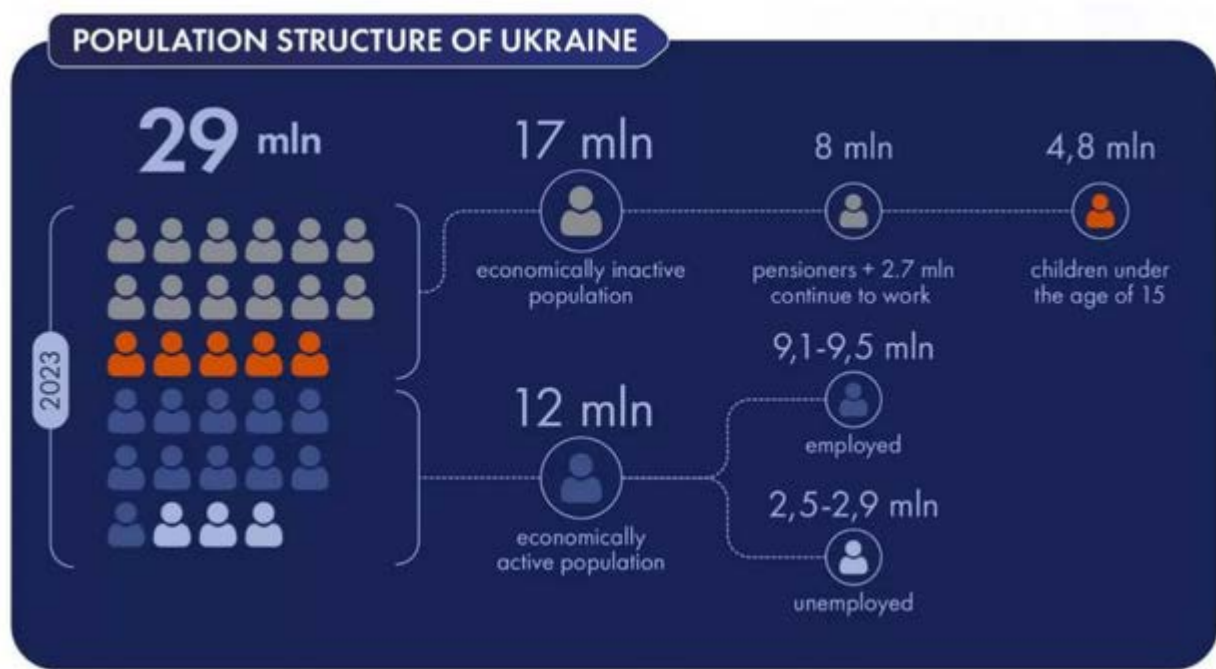 POPULATION STRUCTURE OF UKRAINE
29 mln
2023
17 mln
economically inactive
population
8 mln
pensioners + 2.7 mln
continue to work
4,8 mln
children under
the age of 15
12 mln
economically
active population
9,1-9,5 mln
employed
2,5-2,9 mln
unemployed